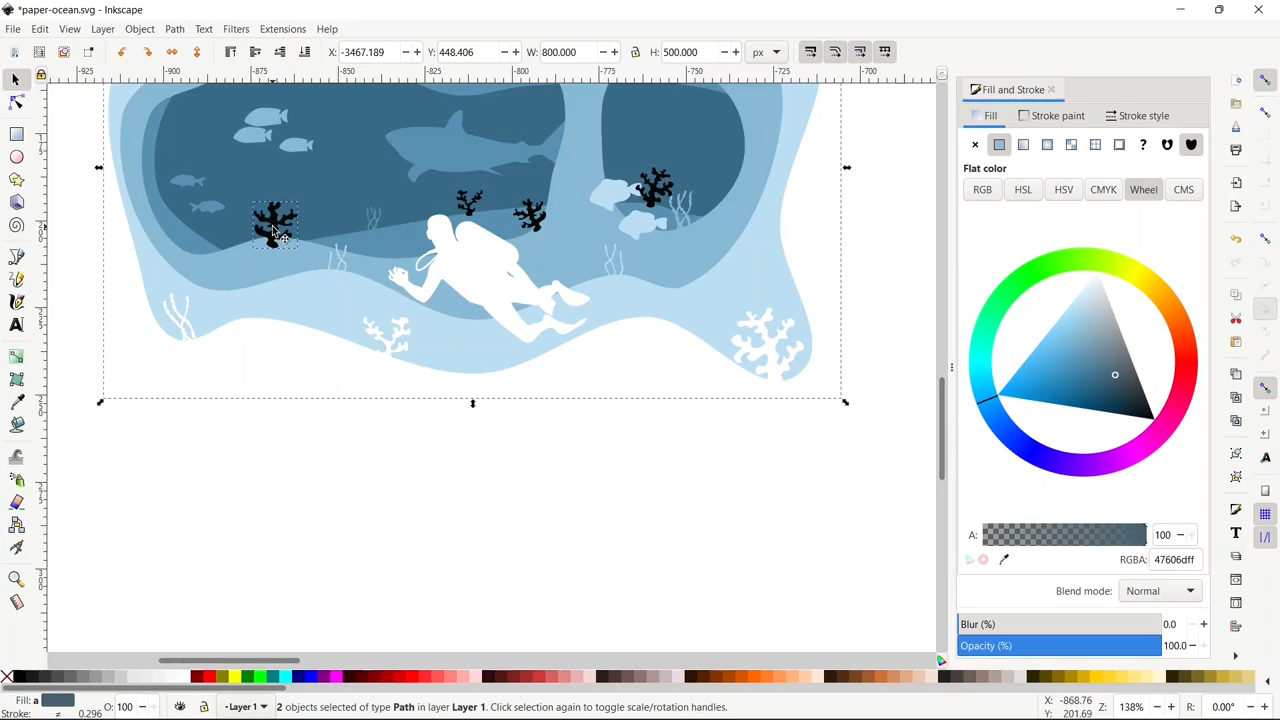 *paper-ocean.svg - Inkscape
File Edit View Layer Object Path Text Filters Extensions Help
X: -3467.189 Y: 448.406 W: 800.000 H: 500.000 px
-925 -900 -875 -850 -825 -800 -775 -750 -725 -700
Fill and Stroke
Fill Stroke paint Stroke style
Flat color
RGB HSL HSV CMYK Wheel CMS
A: 100
RGBA: 47606dff
Blend mode: Normal
Blur (%) 0.0
Opacity (%) 100.0
Fill: a O: 100 Layer 1 2 objects selected of type Path in layer Layer 1. Click selection again to toggle scale/rotation handles. X: -868.76 Z: 138% R: 0.00°
Stroke: ≠ 0.296 Y: 201.69